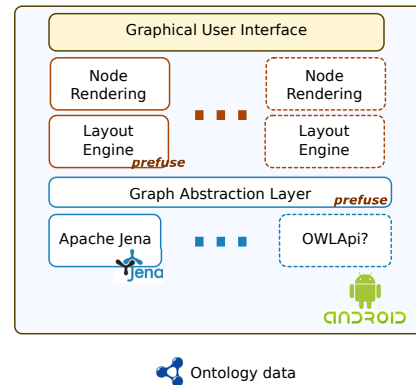 Graphical User Interface
Node
Rendering
Node
Rendering
Layout
Engine
prefuse
Layout
Engine
Graph Abstraction Layer
prefuse
Apache Jena
Jena
OWLApi?
ANDROID
Ontology data